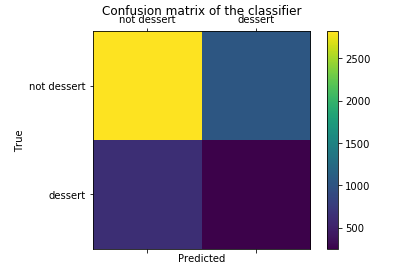 Confusion matrix of the classifier
not dessert
dessert
not dessert
dessert
True
Predicted
2500
2000
1500
1000
500